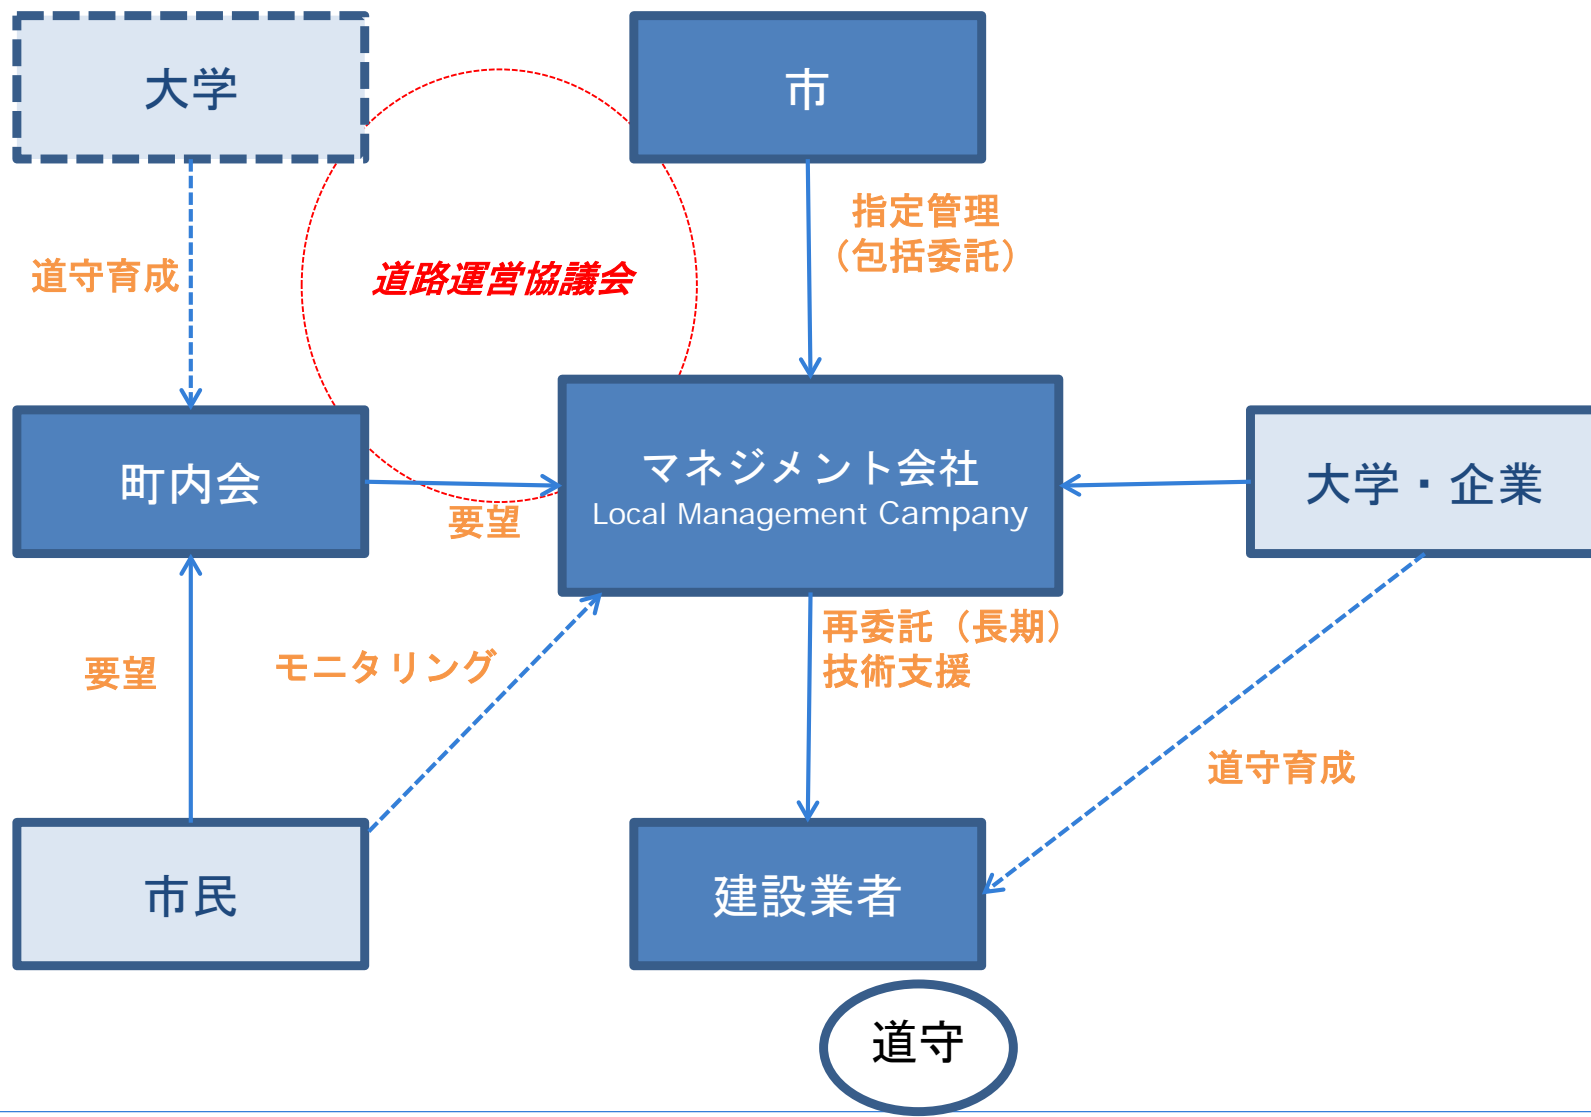 大学
市
指定管理
（包括委託）
道守育成
道路運営協議会
町内会
要望
マネジメント会社
Local Management Campany
大学・企業
再委託（長期）
技術支援
モニタリング
要望
道守育成
市民
建設業者
道守